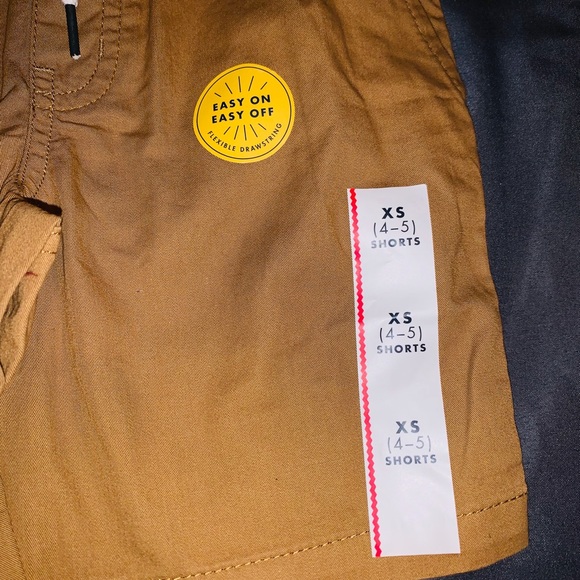 EASY ON
EASY OFF
FLEXIBLE DRAWSTRING
XS
(4-5)
SHORTS
XS
(4-5)
SHORTS
XS
(4-5)
SHORTS